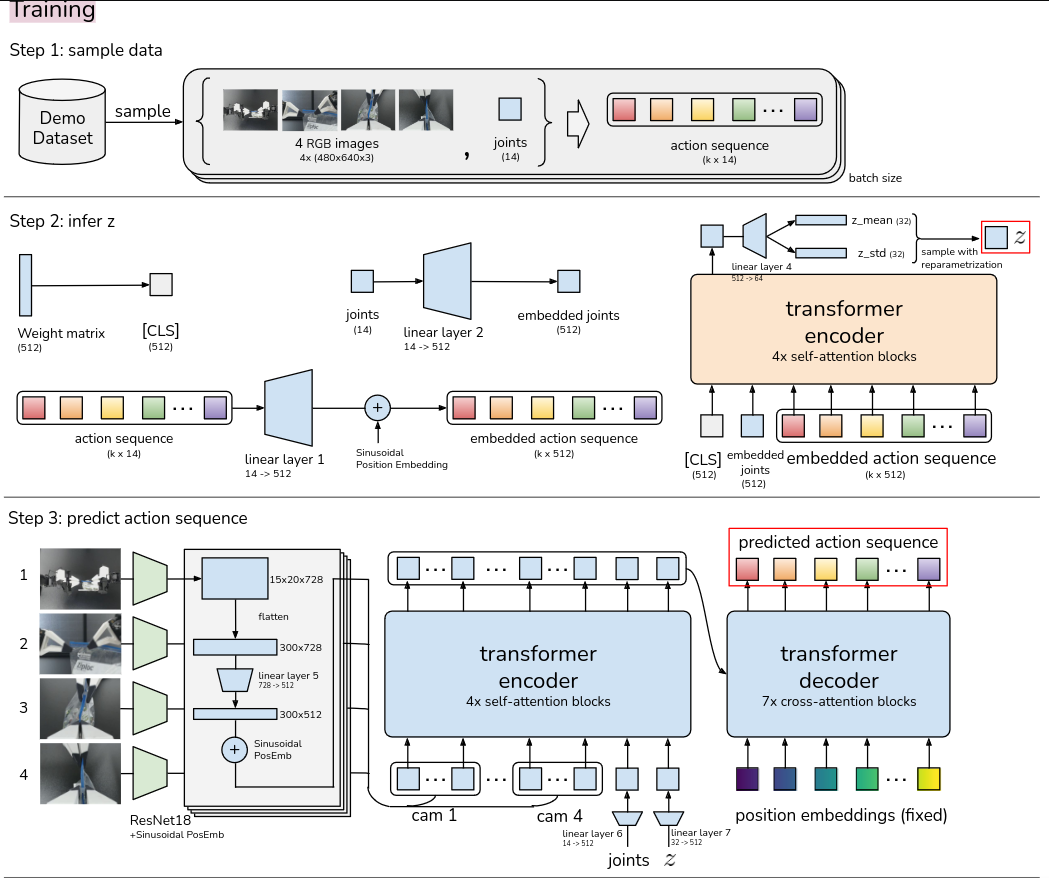 Training
Step 1: sample data
Demo
Dataset
sample
4 RGB images
4x (480x640x3)
,
joints
(14)
action sequence
(k x 14)
batch size
Step 2: infer z
Weight matrix
(512)
[CLS]
(512)
joints
(14)
linear layer 2
14 -> 512
embedded joints
(512)
action sequence
(k x 14)
linear layer 1
14 -> 512
+
Sinusoidal
Position Embedding
embedded action sequence
(k x 512)
linear layer 4
512 -> 64
z_mean (32)
z_std (32)
sample with
reparametrization
z
transformer
encoder
4x self-attention blocks
[CLS]
(512)
embedded
joints
(512)
embedded action sequence
(k x 512)
Step 3: predict action sequence
1
2
3
4
ResNet18
+Sinusoidal PosEmb
15x20x728
flatten
300x728
linear layer 5
728 -> 512
300x512
+
Sinusoidal
PosEmb
transformer
encoder
4x self-attention blocks
cam 1
cam 4
linear layer 6
14 -> 512
linear layer 7
32 -> 512
joints
z
predicted action sequence
transformer
decoder
7x cross-attention blocks
position embeddings (fixed)